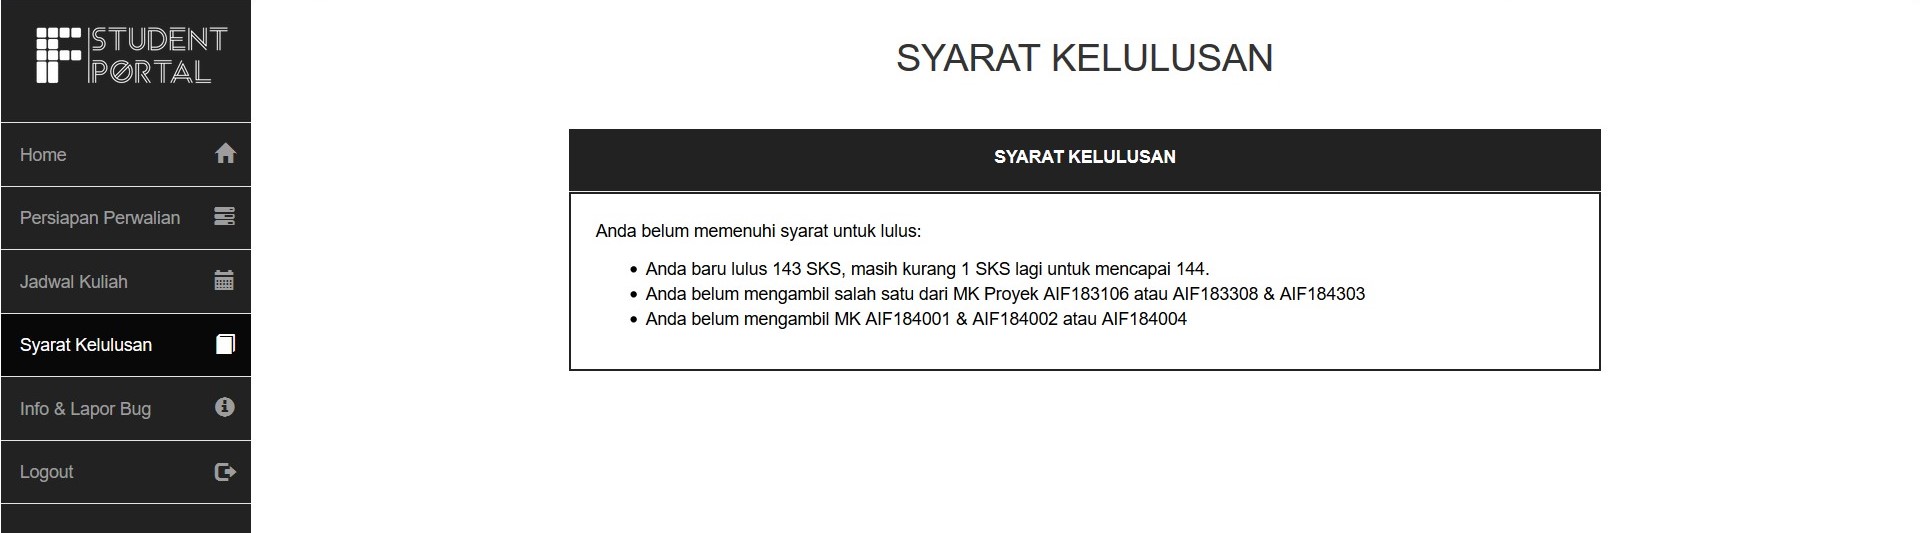 STUDENT
PØRTAL
Home
Persiapan Perwalian
Jadwal Kuliah
Syarat Kelulusan
Info & Lapor Bug
Logout
SYARAT KELULUSAN
SYARAT KELULUSAN
Anda belum memenuhi syarat untuk lulus:
• Anda baru lulus 143 SKS, masih kurang 1 SKS lagi untuk mencapai 144.
• Anda belum mengambil salah satu dari MK Proyek AIF183106 atau AIF183308 & AIF184303
• Anda belum mengambil MK AIF184001 & AIF184002 atau AIF184004